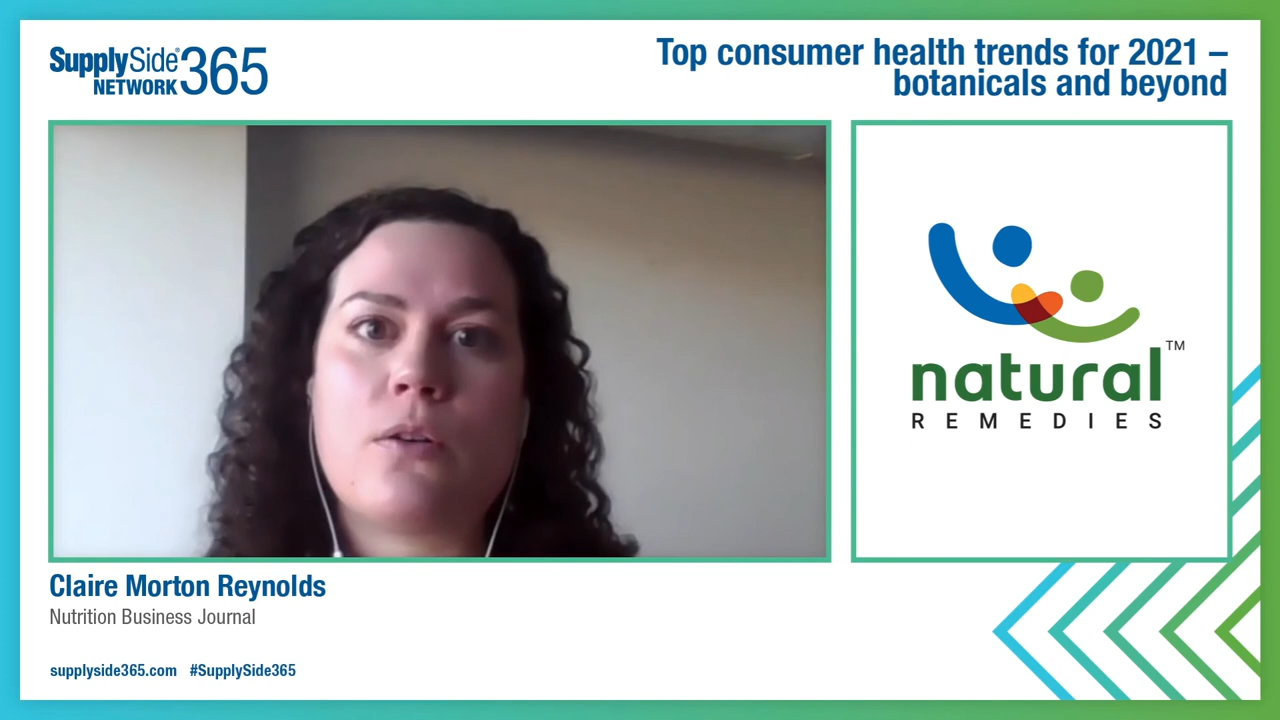 SupplySide®
NETWORK 365
Top consumer health trends for 2021 –
botanicals and beyond
natural™
REMEDIES
Claire Morton Reynolds
Nutrition Business Journal
supplyside365.com #SupplySide365